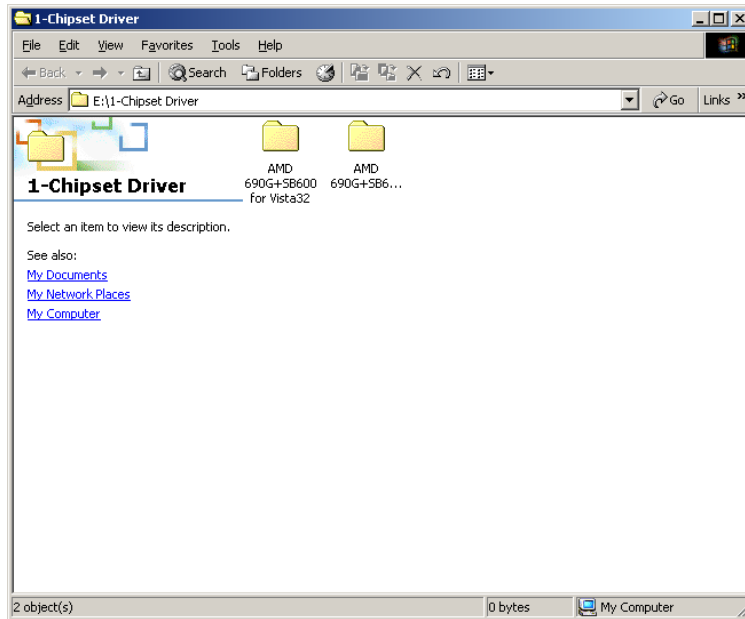 1-Chipset Driver
File Edit View Favorites Tools Help
Back Search Folders
Address E:\1-Chipset Driver Go Links »
1-Chipset Driver
Select an item to view its description.
See also:
My Documents
My Network Places
My Computer
AMD
690G+SB600
for Vista32
AMD
690G+SB6...
2 object(s) 0 bytes My Computer